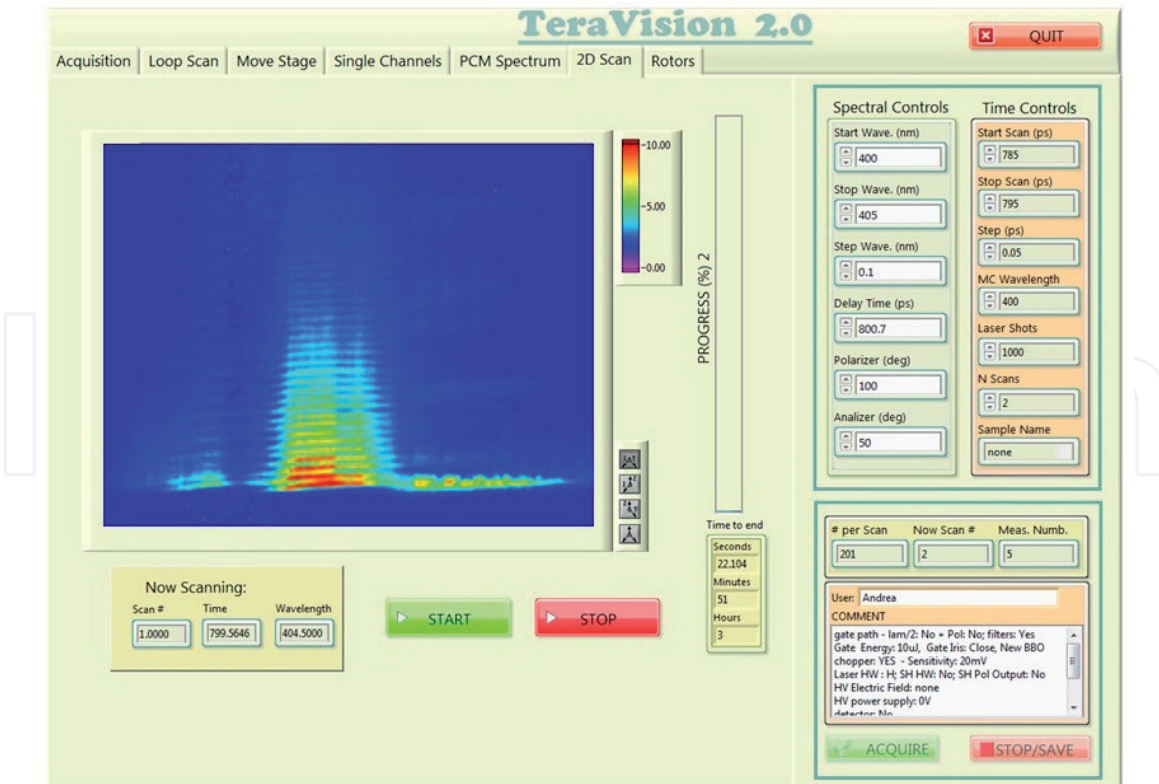 TeraVision 2.0
QUIT
Acquisition Loop Scan Move Stage Single Channels PCM Spectrum 2D Scan Rotors
10.00
5.00
0.00
PROGRESS (%) 2
Time to end
Seconds
22.104
Minutes
51
Hours
3
Now Scanning:
Scan # Time Wavelength
1.0000 799.5646 404.5000
START STOP
Spectral Controls
Start Wave. (nm)
400
Stop Wave. (nm)
405
Step Wave. (nm)
0.1
Delay Time (ps)
800.7
Polarizer (deg)
100
Analizer (deg)
50
Time Controls
Start Scan (ps)
785
Stop Scan (ps)
795
Step (ps)
0.05
MC Wavelength
400
Laser Shots
1000
N Scans
2
Sample Name
none
# per Scan Now Scan # Meas. Numb.
201 2 5
User: Andrea
COMMENT
gate path - lam/2: No + Pol: No; filters: Yes
Gate Energy: 10uJ, Gate Iris: Close, New BBO
chopper: YES - Sensitivity: 20mV
Laser HW : H; SH HW: No; SH Pol Output: No
HV Electric Field: none
HV power supply: 0V
detector: No
ACQUIRE STOP/SAVE